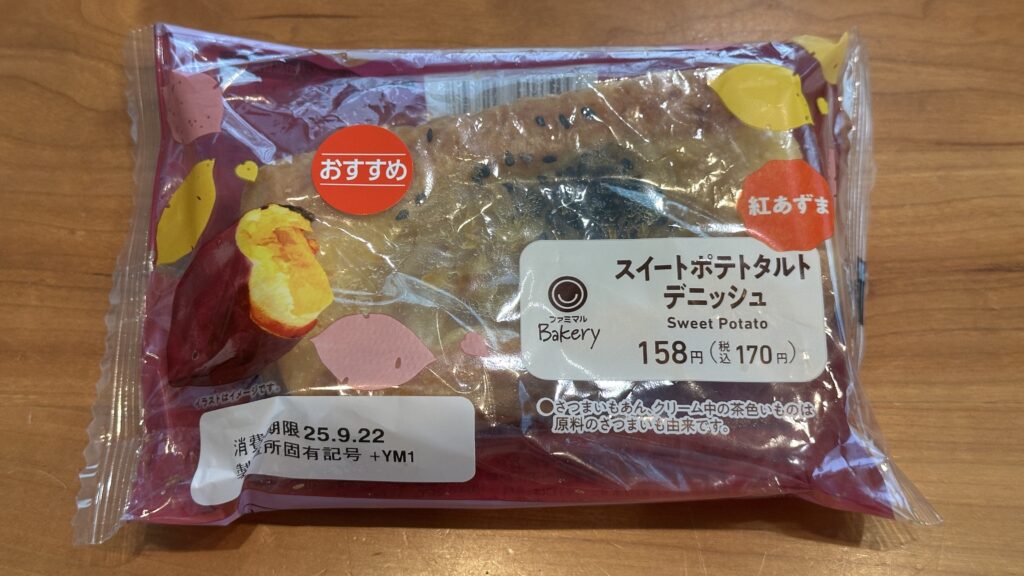 おすすめ
紅あずま
スイートポテトタルト
デニッシュ
Sweet Potato
158円(税込170円)
ファミマル
Bakery
イラストはイメージです
○さつまいもあん、クリーム中の茶色いものは
原料のさつまいも由来です。
消費期限 25.9.22
製 所固有記号 +YM1